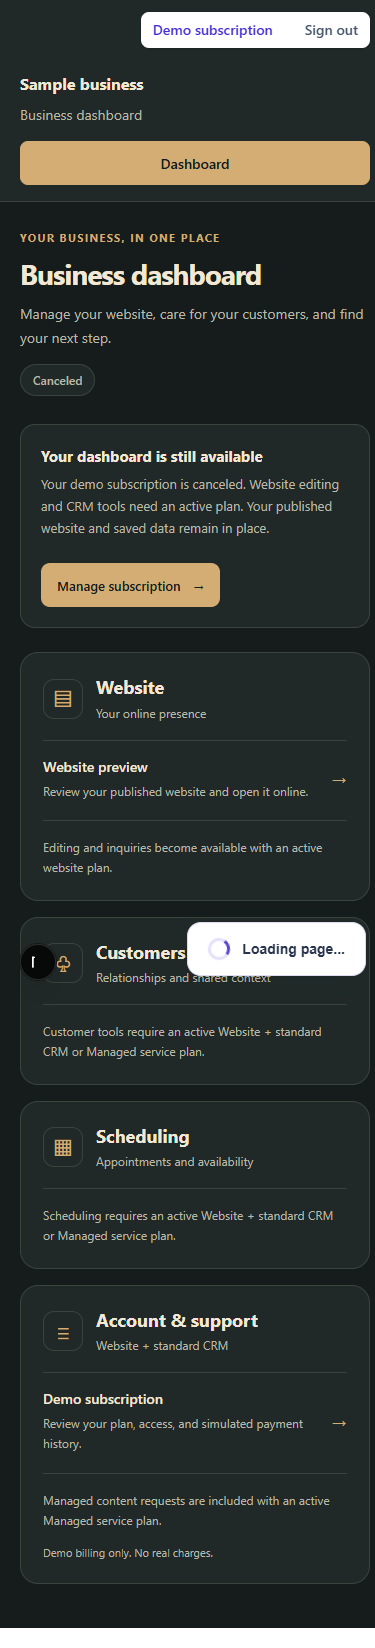 Demo subscription Sign out
Sample business
Business dashboard
Dashboard
YOUR BUSINESS, IN ONE PLACE
Business dashboard
Manage your website, care for your customers, and find
your next step.
Canceled
Your dashboard is still available
Your demo subscription is canceled. Website editing
and CRM tools need an active plan. Your published
website and saved data remain in place.
Manage subscription →
Website
Your online presence
Website preview
Review your published website and open it online.
→
Editing and inquiries become available with an active
website plan.
Customers
Loading page...
Relationships and shared context
Customer tools require an active Website + standard
CRM or Managed service plan.
Scheduling
Appointments and availability
Scheduling requires an active Website + standard CRM
or Managed service plan.
Account & support
Website + standard CRM
Demo subscription
Review your plan, access, and simulated payment
history.
→
Managed content requests are included with an active
Managed service plan.
Demo billing only. No real charges.